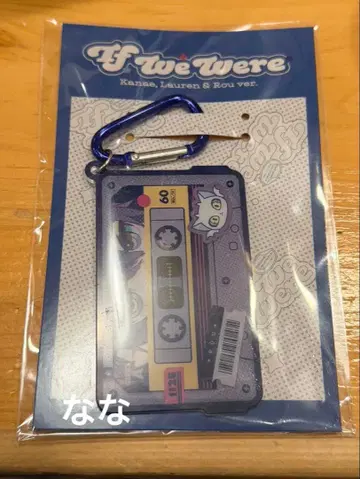 If We Were
Kanae, Lauren & Rou ver.
60
なな